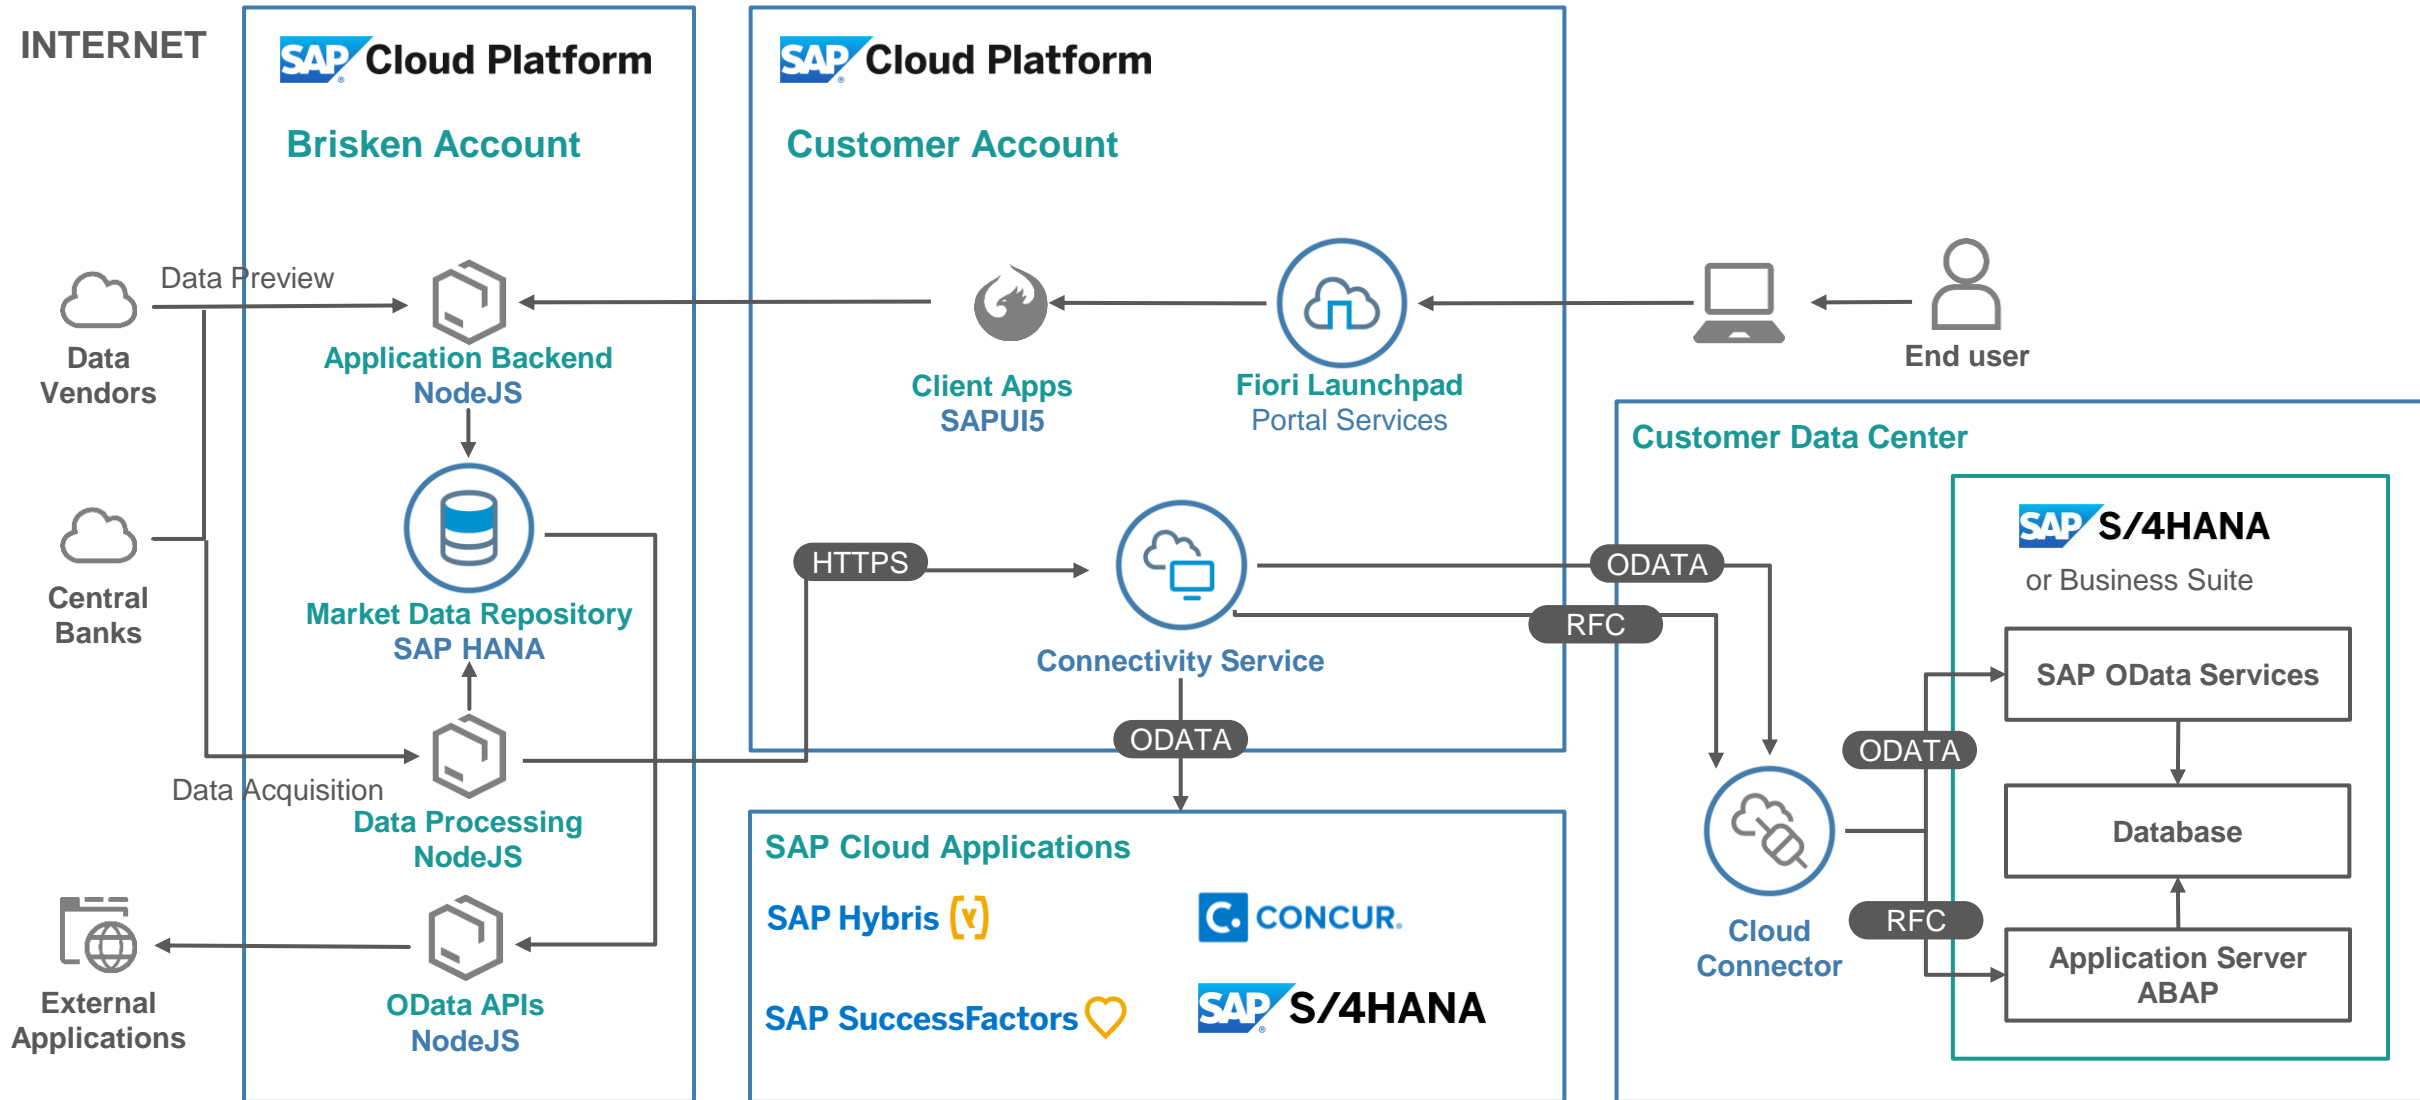 INTERNET
SAP Cloud Platform
Brisken Account
Data Preview
Data
Vendors
Application Backend
NodeJS
Central
Banks
Market Data Repository
SAP HANA
Data Acquisition
Data Processing
NodeJS
External
Applications
OData APIs
NodeJS
SAP Cloud Platform
Customer Account
Client Apps
SAPUI5
Fiori Launchpad
Portal Services
End user
HTTPS
Connectivity Service
ODATA
RFC
ODATA
SAP Cloud Applications
SAP Hybris
C. CONCUR.
SAP SuccessFactors
SAP S/4HANA
Customer Data Center
SAP S/4HANA
or Business Suite
SAP OData Services
ODATA
Database
RFC
Cloud
Connector
Application Server
ABAP